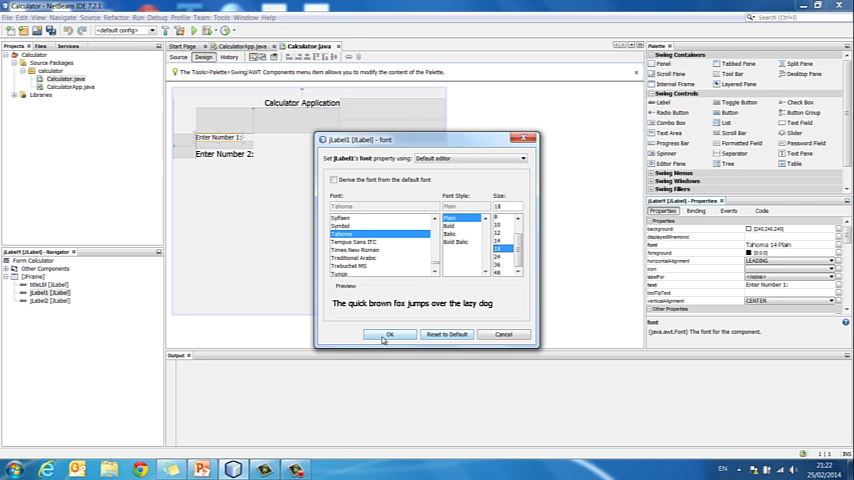 Calculator - NetBeans IDE 7.2.1
File Edit View Navigate Source Refactor Run Debug Profile Team Tools Window Help
Search (Ctrl+I)
<default config>
Projects Files Services
Calculator
Source Packages
calculator
Calculator.java
CalculatorApp.java
Libraries
Start Page CalculatorApp.java Calculator.java
Source Design History
The Tools>Palette>Swing/AWT Components menu item allows you to modify the content of the Palette.
Calculator Application
Enter Number 1:
Enter Number 2:
jLabel1 [JLabel] - font
Set jLabel1's font property using: Default editor
Derive the font from the default font
Font: Font Style: Size:
Tahoma Plain 18
Sylfaen
Symbol
Tahoma
Tempus Sans ITC
Times New Roman
Traditional Arabic
Trebuchet MS
Tunga
Plain
Bold
Italic
Bold Italic
8
10
12
14
18
24
36
48
Preview
The quick brown fox jumps over the lazy dog
OK Reset to Default Cancel
Palette
Swing Containers
Panel Tabbed Pane Split Pane
Scroll Pane Tool Bar Desktop Pane
Internal Frame Layered Pane
Swing Controls
Label Toggle Button Check Box
Radio Button Button Group
Combo Box List Text Field
Text Area Scroll Bar Slider
Progress Bar Formatted Field Password Field
Spinner Separator Text Pane
Editor Pane Tree Table
Swing Menus
Swing Windows
Swing Fillers
jLabel1 [JLabel] - Properties
Properties Binding Events Code
background [240,240,240]
displayedMnemonic
font Tahoma 14 Plain
foreground [0,0,0]
horizontalAlignment LEADING
icon
labelFor <none>
text Enter Number 1:
toolTipText
verticalAlignment CENTER
Other Properties
font
(java.awt.Font) The font for the component.
jLabel1 [JLabel] - Navigator
Form Calculator
Other Components
[JFrame]
titleLbl [JLabel]
jLabel1 [JLabel]
jLabel2 [JLabel]
Output
1 | 1 INS
EN
21:22
25/02/2014